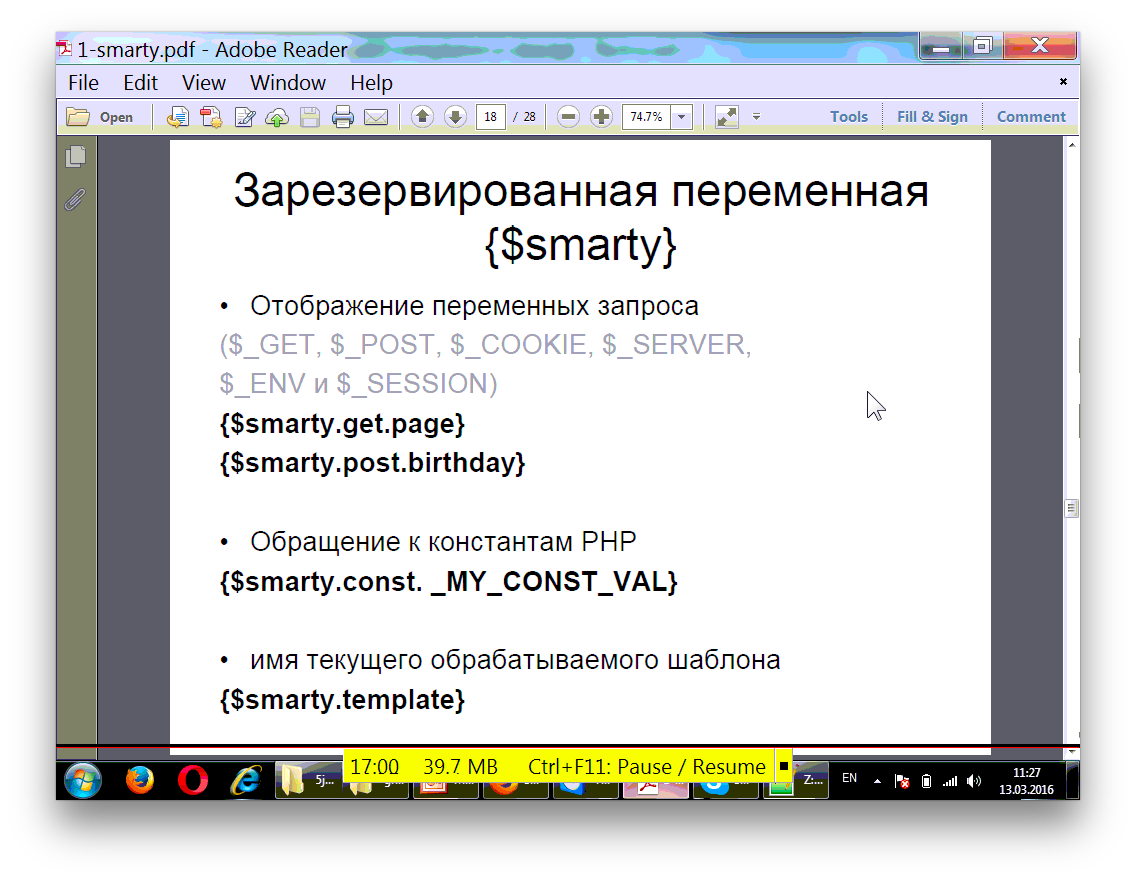 1-smarty.pdf - Adobe Reader
File Edit View Window Help
Open 18 / 28 74.7% Tools Fill & Sign Comment
Зарезервированная переменная
{$smarty}
• Отображение переменных запроса
($_GET, $_POST, $_COOKIE, $_SERVER,
$_ENV и $_SESSION)
{$smarty.get.page}
{$smarty.post.birthday}
• Обращение к константам PHP
{$smarty.const. _MY_CONST_VAL}
• имя текущего обрабатываемого шаблона
{$smarty.template}
17:00 39.7 MB Ctrl+F11: Pause / Resume
EN 11:27
13.03.2016